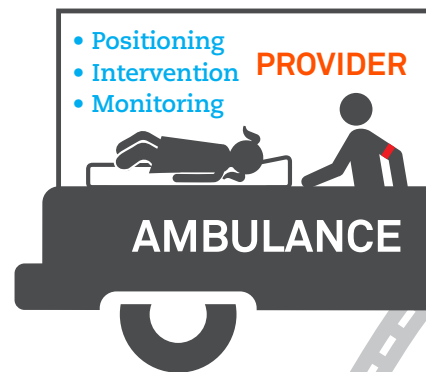 • Positioning
• Intervention
• Monitoring
PROVIDER
AMBULANCE